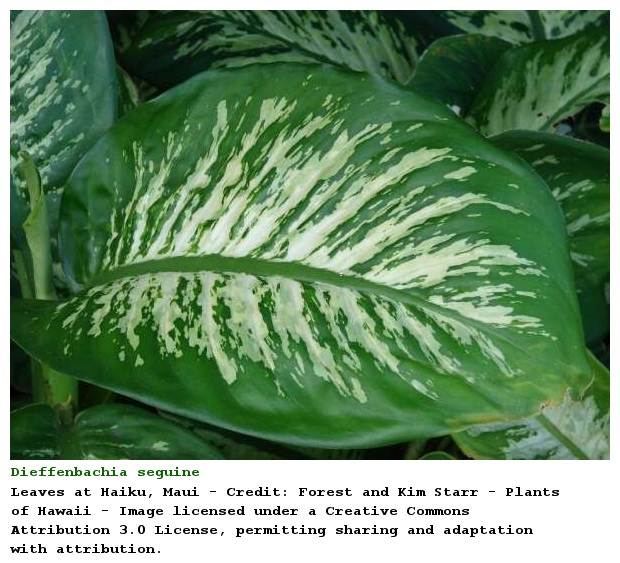 Dieffenbachia seguine
Leaves at Haiku, Maui - Credit: Forest and Kim Starr - Plants
of Hawaii - Image licensed under a Creative Commons
Attribution 3.0 License, permitting sharing and adaptation
with attribution.